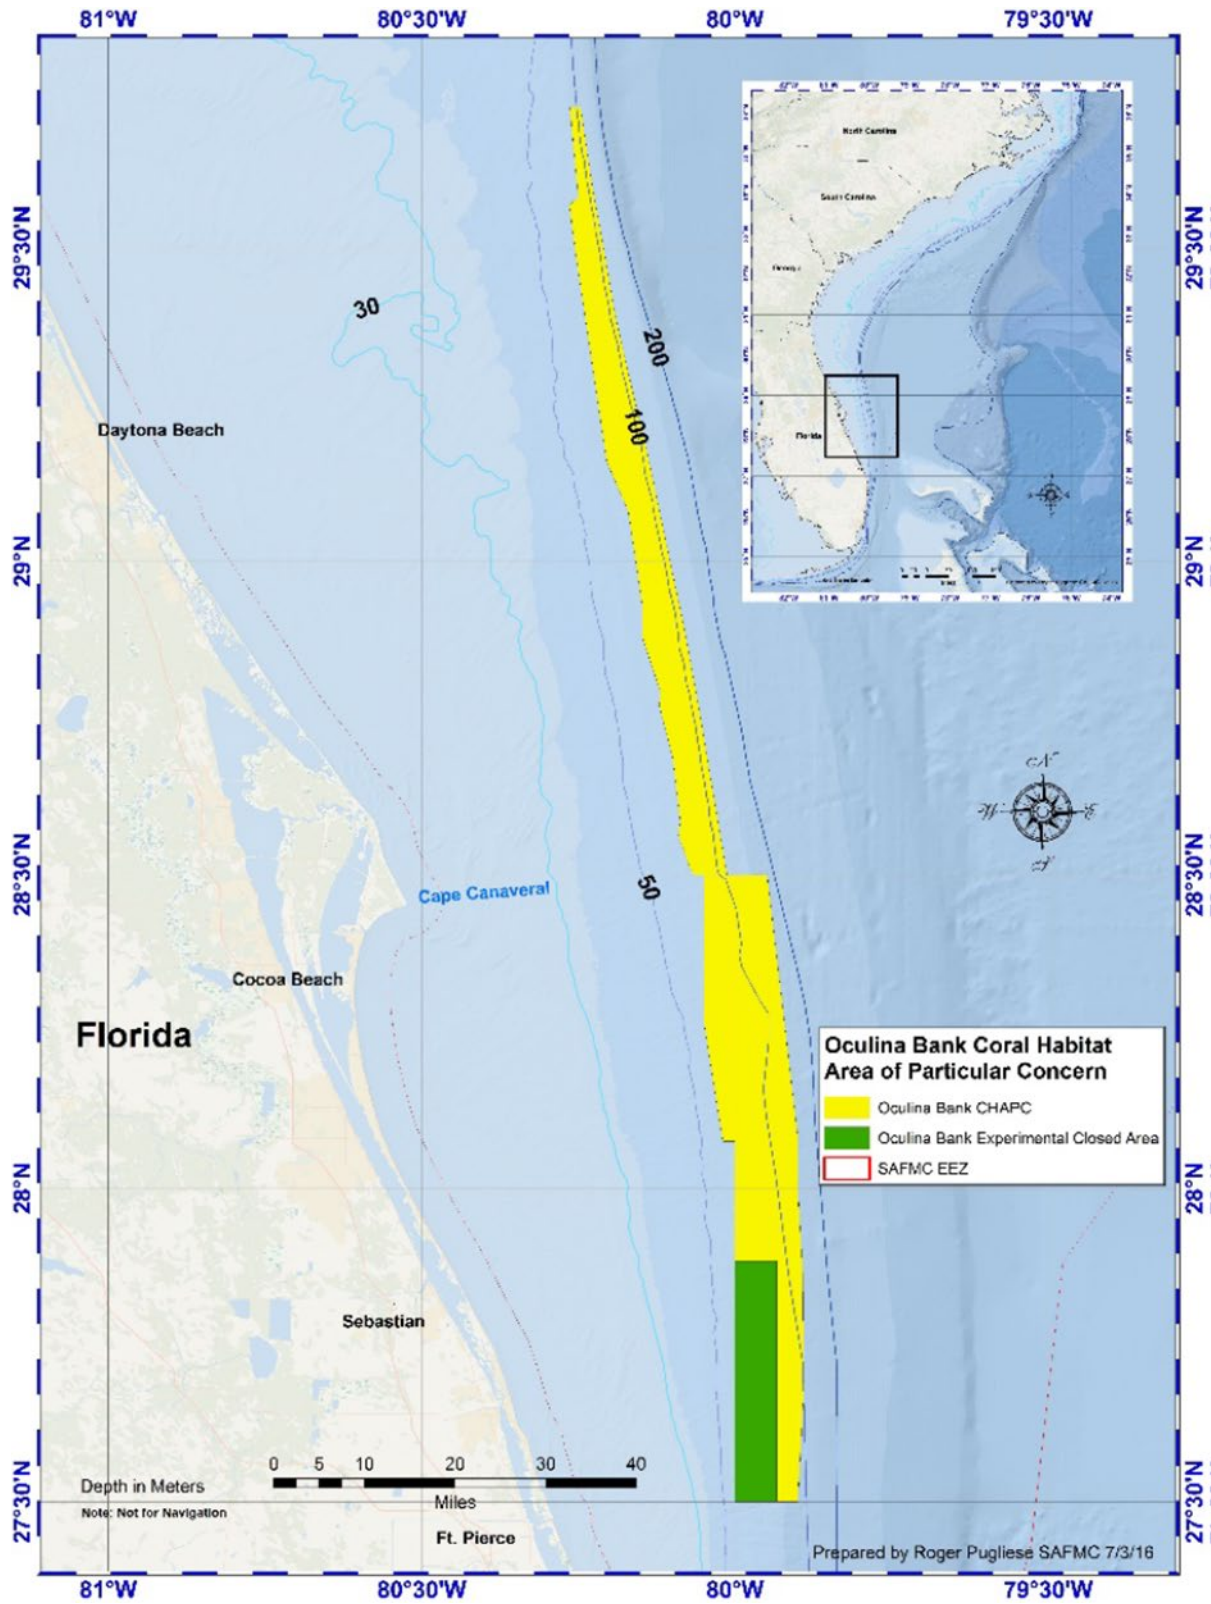 81°W 80°30'W 80°W 79°30'W
29°30'N
29°N
28°30'N
28°N
27°30'N
29°30'N
29°N
28°30'N
28°N
27°30'N
North Carolina
South Carolina
Florida
30
200
100
50
Daytona Beach
Cape Canaveral
Cocoa Beach
Florida
Sebastian
Ft. Pierce
N
Oculina Bank Coral Habitat
Area of Particular Concern
Oculina Bank CHAPC
Oculina Bank Experimental Closed Area
SAFMC EEZ
0 5 10 20 30 40
Miles
Depth in Meters
Note: Not for Navigation
Prepared by Roger Pugliese SAFMC 7/3/16
81°W 80°30'W 80°W 79°30'W